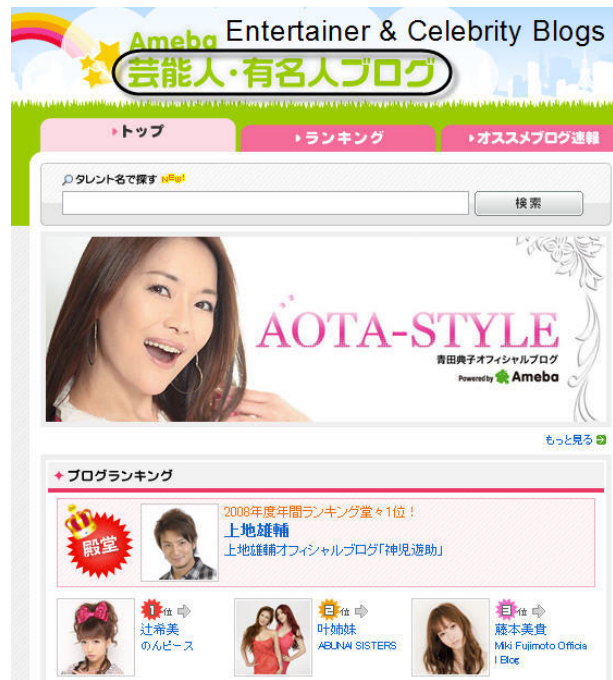 Ameba Entertainer & Celebrity Blogs
芸能人・有名人ブログ
トップ
ランキング
オススメブログ速報
タレント名で探す NEW!
検索
AOTA-STYLE
青田典子オフィシャルブログ
Powered by Ameba
もっと見る
ブログランキング
殿堂
2008年度年間ランキング堂々1位！
上地雄輔
上地雄輔オフィシャルブログ「神児遊助」
1位
辻希美
のんピース
2位
叶姉妹
ABUNAI SISTERS
3位
藤本美貴
Miki Fujimoto Officia
l Blog